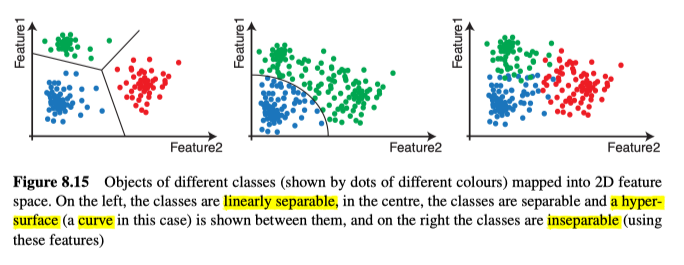 Feature1
Feature2
Feature1
Feature2
Feature1
Feature2
Figure 8.15 Objects of different classes (shown by dots of different colours) mapped into 2D feature
space. On the left, the classes are linearly separable, in the centre, the classes are separable and a hyper-
surface (a curve in this case) is shown between them, and on the right the classes are inseparable (using
these features)